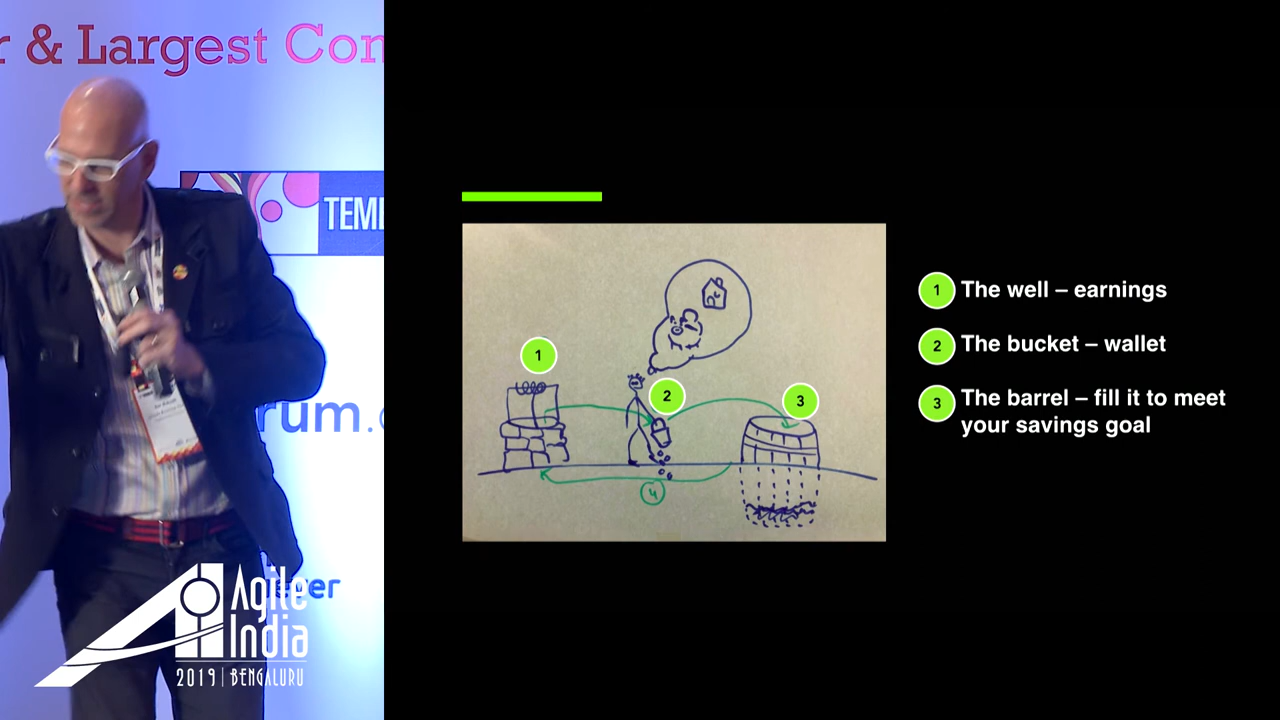 r & Largest Con
TEM
rum.
ever
Agile
India
2019 | BENGALURU
1
2
3
4
1 The well – earnings
2 The bucket – wallet
3 The barrel – fill it to meet
your savings goal